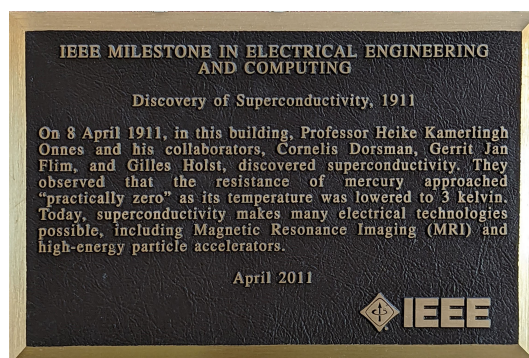 IEEE MILESTONE IN ELECTRICAL ENGINEERING
AND COMPUTING
Discovery of Superconductivity, 1911
On 8 April 1911, in this building, Professor Heike Kamerlingh
Onnes and his collaborators, Cornelis Dorsman, Gerrit Jan
Flim, and Gilles Holst, discovered superconductivity. They
observed that the resistance of mercury approached
“practically zero” as its temperature was lowered to 3 kelvin.
Today, superconductivity makes many electrical technologies
possible, including Magnetic Resonance Imaging (MRI) and
high-energy particle accelerators.
April 2011
IEEE